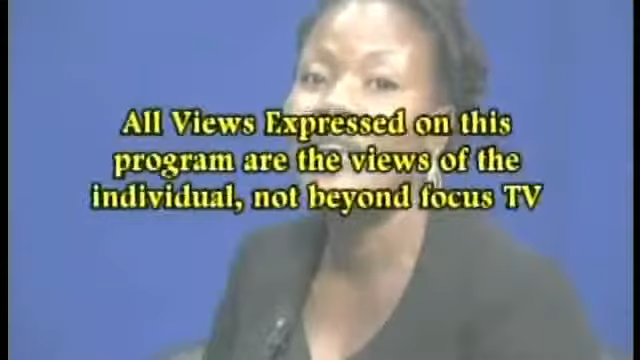 All Views Expressed on this
program are the views of the
individual, not beyond focus TV